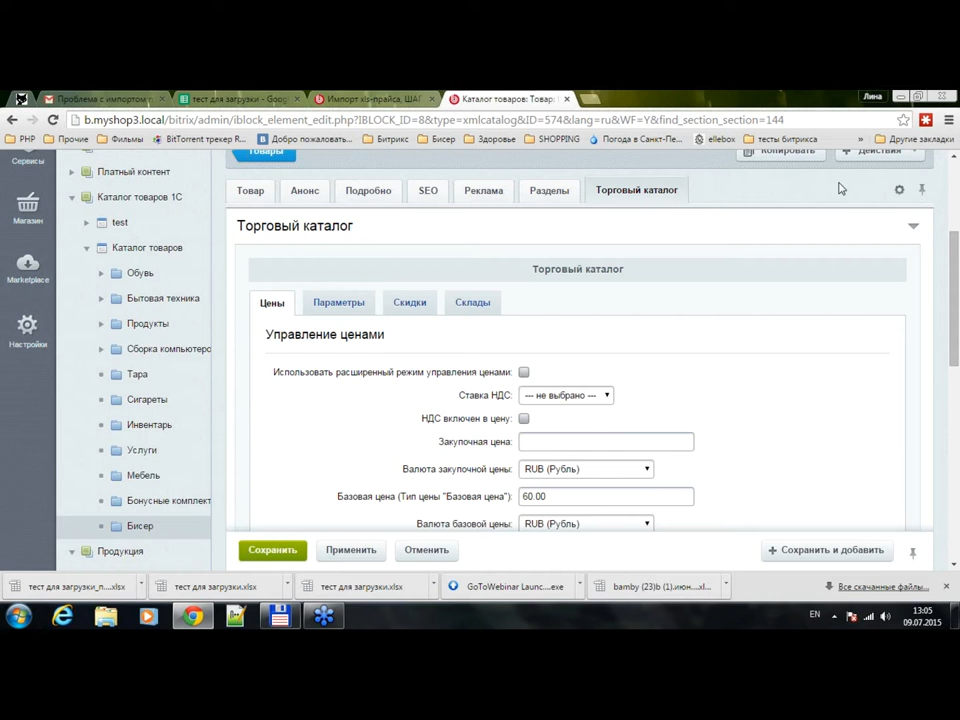 Проблема с импортом п
тест для загрузки - Goog
Импорт xls-прайса, ШАГ
Каталог товаров: Товар:
Лина
b.myshop3.local/bitrix/admin/iblock_element_edit.php?IBLOCK_ID=8&type=xmlcatalog&ID=574&lang=ru&WF=Y&find_section_section=144
PHP
Прочие
Фильмы
BitTorrent трекер R...
Добро пожаловать...
Битрикс
Бисер
Здоровье
SHOPPING
Погода в Санкт-Пе...
ellebox
тесты битрикса
»
Другие закладки
Сервисы
Магазин
Marketplace
Настройки
Платный контент
Каталог товаров 1C
test
Каталог товаров
Обувь
Бытовая техника
Продукты
Сборка компьютеро
Тара
Сигареты
Инвентарь
Услуги
Мебель
Бонусные комплект
Бисер
Продукция
Товары
Копировать
Действия
Товар
Анонс
Подробно
SEO
Реклама
Разделы
Торговый каталог
Торговый каталог
Торговый каталог
Цены
Параметры
Скидки
Склады
Управление ценами
Использовать расширенный режим управления ценами:
Ставка НДС: --- не выбрано ---
НДС включен в цену:
Закупочная цена:
Валюта закупочной цены: RUB (Рубль)
Базовая цена (Тип цены "Базовая цена"): 60.00
Валюта базовой цены: RUB (Рубль)
Сохранить
Применить
Отменить
+ Сохранить и добавить
тест для загрузки_п....xlsx
тест для загрузки.xlsx
тест для загрузки.xlsx
GoToWebinar Launc....exe
bamby (23)b (1).июн....xl...
Все скачанные файлы...
EN
13:05
09.07.2015